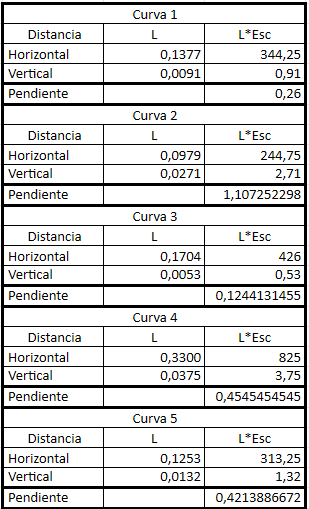 Curva 1
Distancia L L*Esc
Horizontal 0,1377 344,25
Vertical 0,0091 0,91
Pendiente 0,26
Curva 2
Distancia L L*Esc
Horizontal 0,0979 244,75
Vertical 0,0271 2,71
Pendiente 1,107252298
Curva 3
Distancia L L*Esc
Horizontal 0,1704 426
Vertical 0,0053 0,53
Pendiente 0,1244131455
Curva 4
Distancia L L*Esc
Horizontal 0,3300 825
Vertical 0,0375 3,75
Pendiente 0,4545454545
Curva 5
Distancia L L*Esc
Horizontal 0,1253 313,25
Vertical 0,0132 1,32
Pendiente 0,4213886672